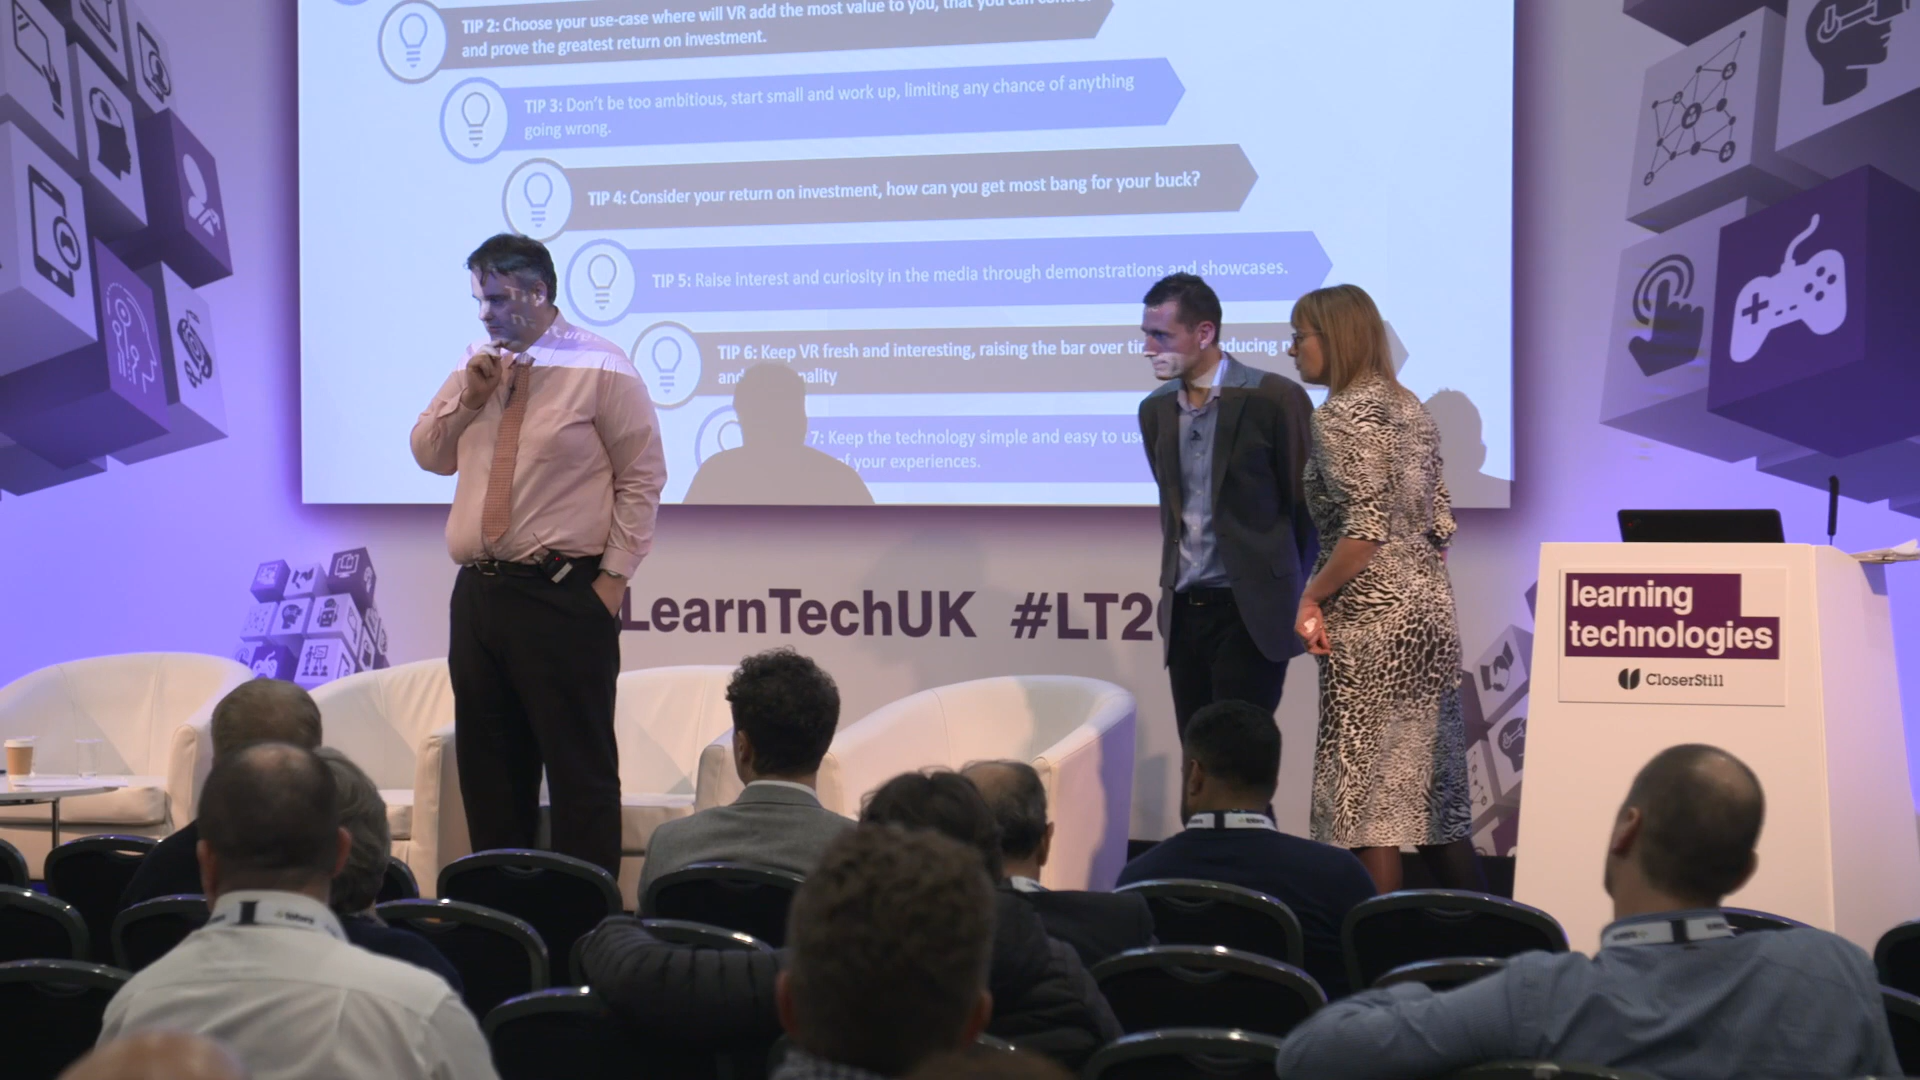 TIP 2: Choose your use-case where will VR add the most value to you, that you can control
and prove the greatest return on investment.
TIP 3: Don't be too ambitious, start small and work up, limiting any chance of anything
going wrong.
TIP 4: Consider your return on investment, how can you get most bang for your buck?
TIP 5: Raise interest and curiosity in the media through demonstrations and showcases.
TIP 6: Keep VR fresh and interesting, raising the bar over
and
7: Keep the technology simple and easy to use
of your experiences.
LearnTechUK #LT2
learning
technologies
CloserStill